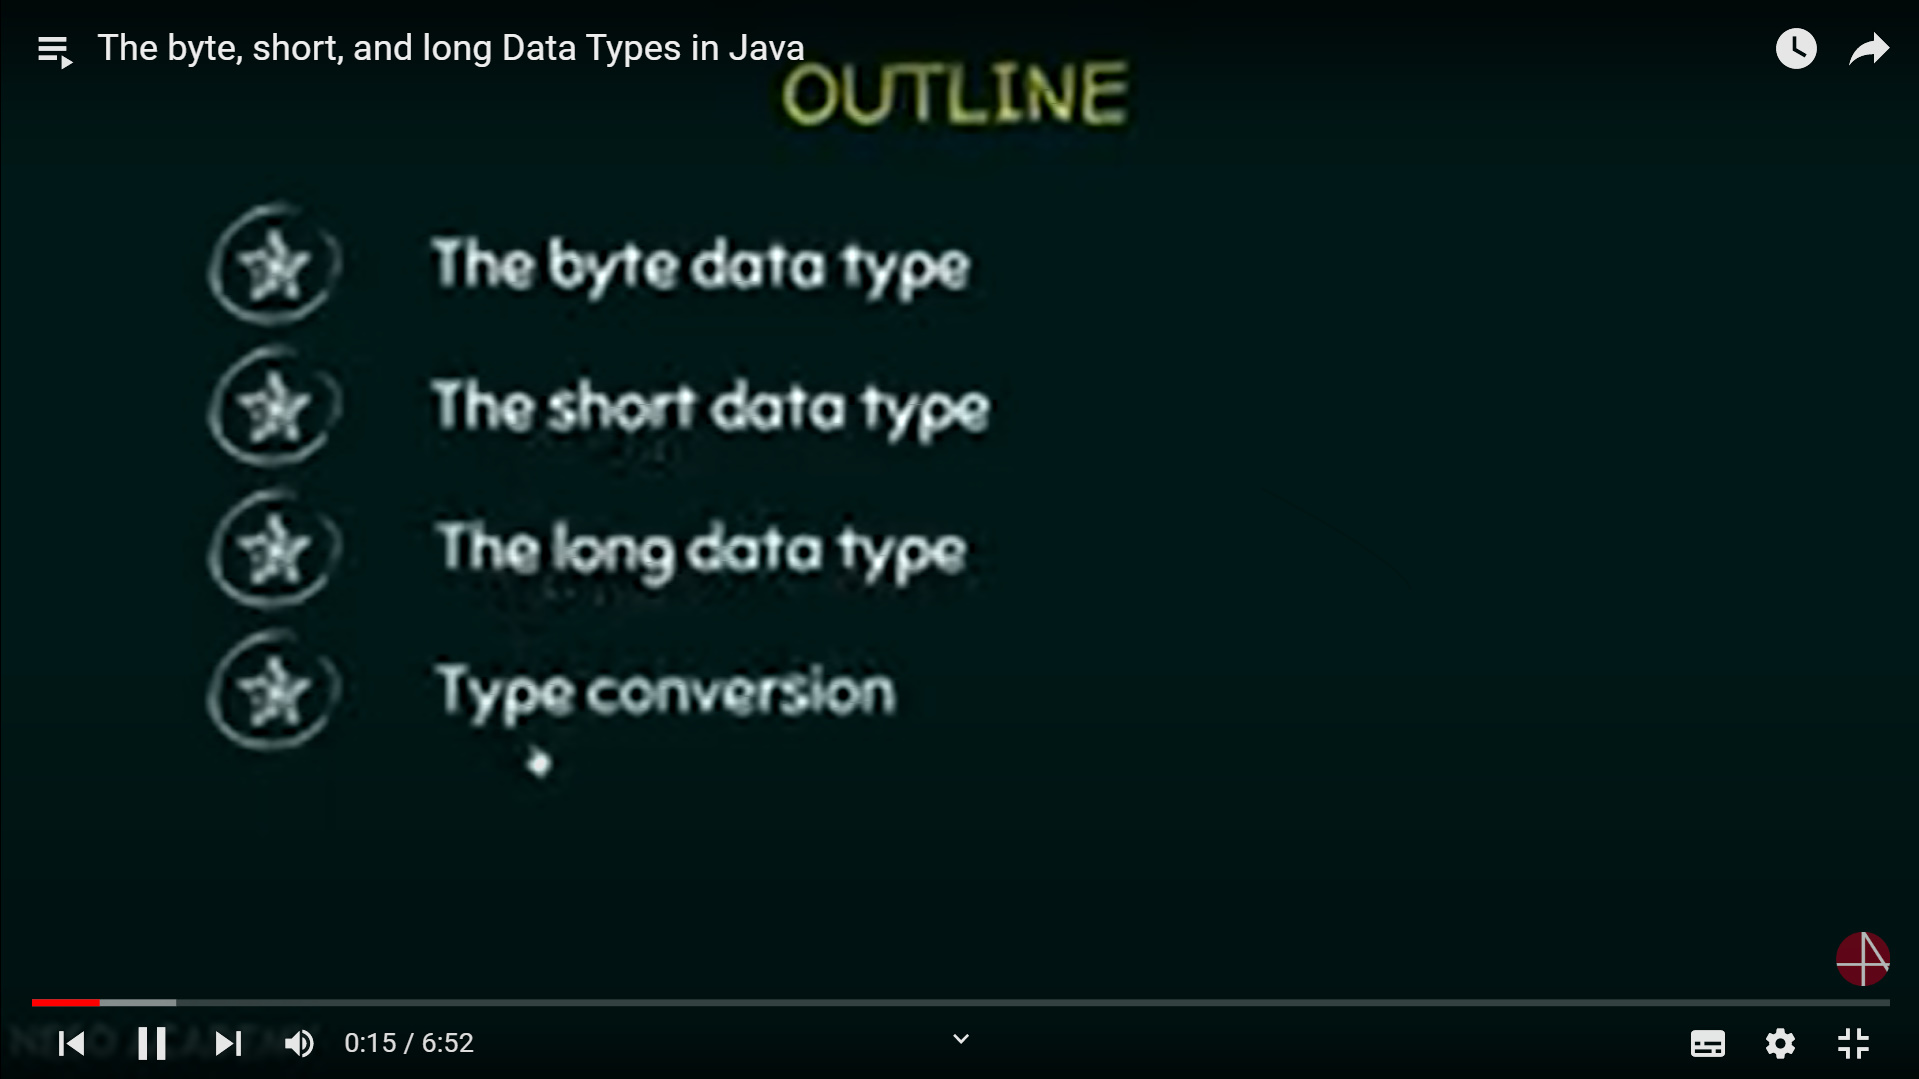 The byte, short, and long Data Types in Java
OUTLINE
The byte data type
The short data type
The long data type
Type conversion
0:15 / 6:52